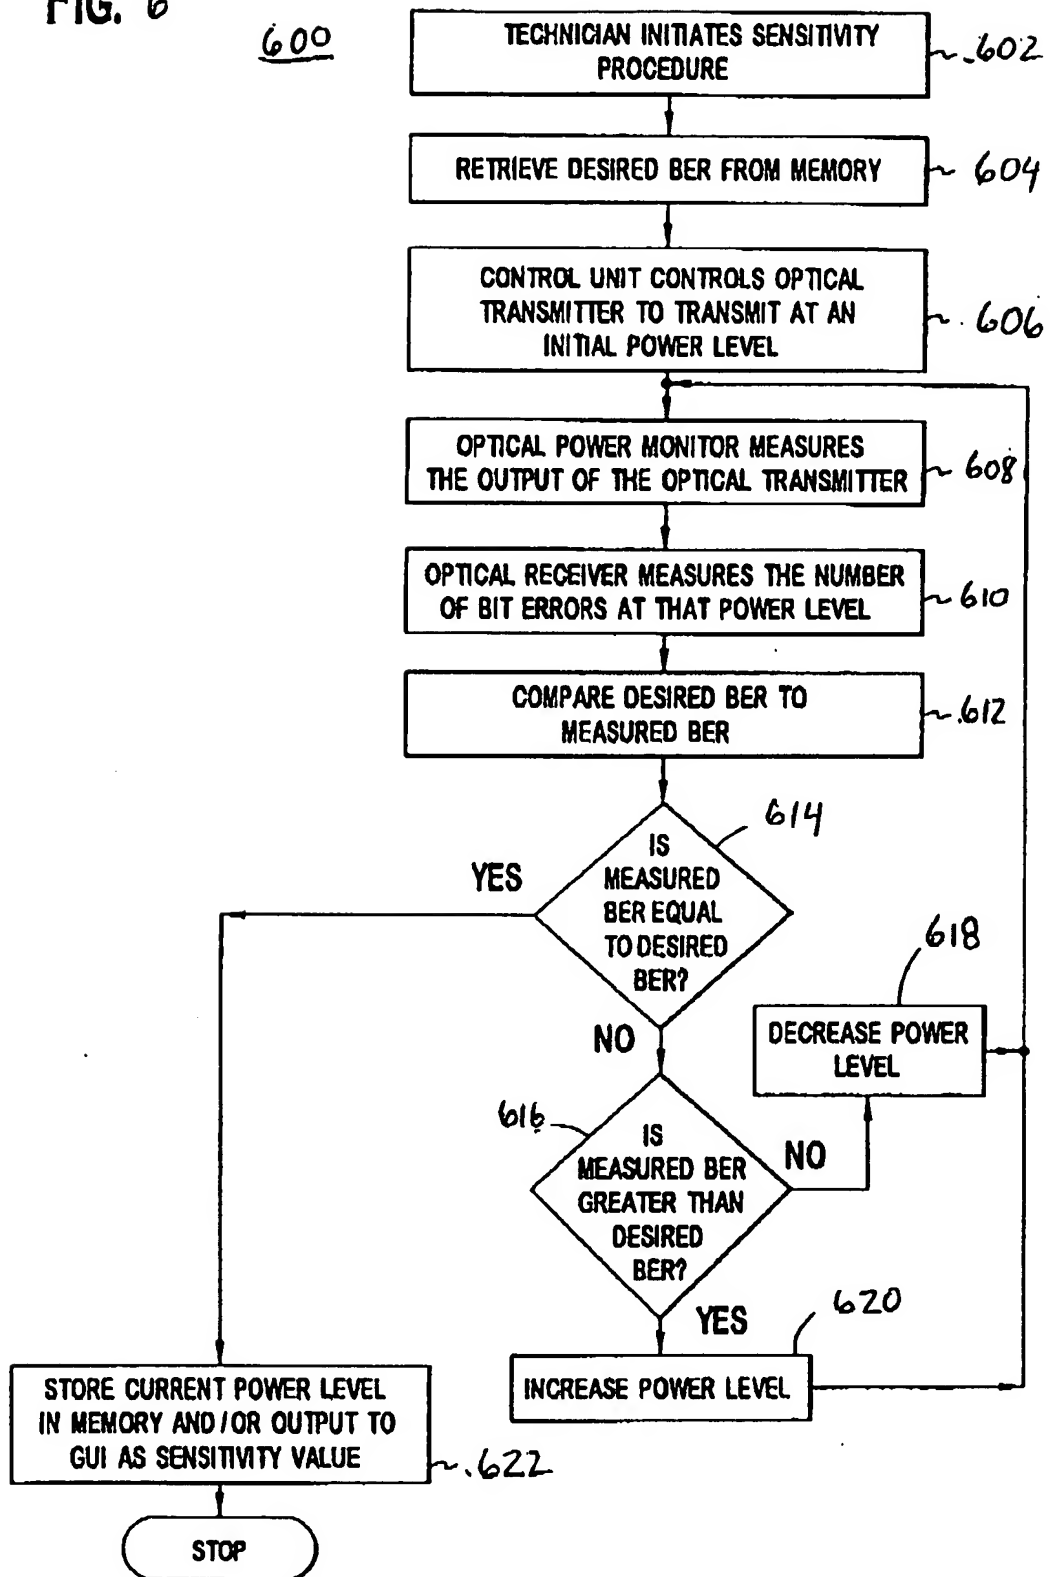 FIG. 6
600
TECHNICIAN INITIATES SENSITIVITY
PROCEDURE
602
RETRIEVE DESIRED BER FROM MEMORY
604
CONTROL UNIT CONTROLS OPTICAL
TRANSMITTER TO TRANSMIT AT AN
INITIAL POWER LEVEL
606
OPTICAL POWER MONITOR MEASURES
THE OUTPUT OF THE OPTICAL TRANSMITTER
608
OPTICAL RECEIVER MEASURES THE NUMBER
OF BIT ERRORS AT THAT POWER LEVEL
610
COMPARE DESIRED BER TO
MEASURED BER
612
614
IS
MEASURED
BER EQUAL
TO DESIRED
BER?
YES
NO
618
DECREASE POWER
LEVEL
616
IS
MEASURED BER
GREATER THAN
DESIRED
BER?
NO
YES
620
INCREASE POWER LEVEL
STORE CURRENT POWER LEVEL
IN MEMORY AND/OR OUTPUT TO
GUI AS SENSITIVITY VALUE
622
STOP